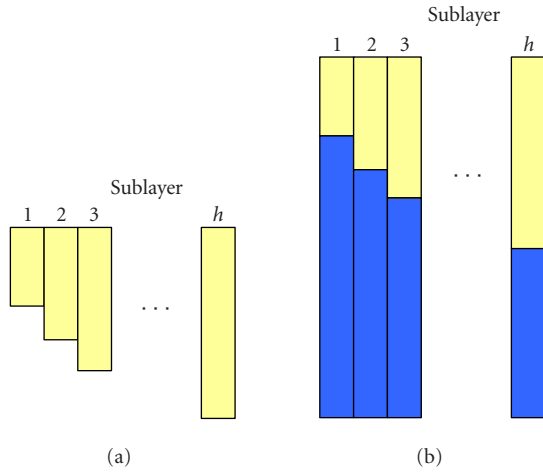 Sublayer
1 2 3 . . . h
(a)
Sublayer
1 2 3 . . . h
(b)